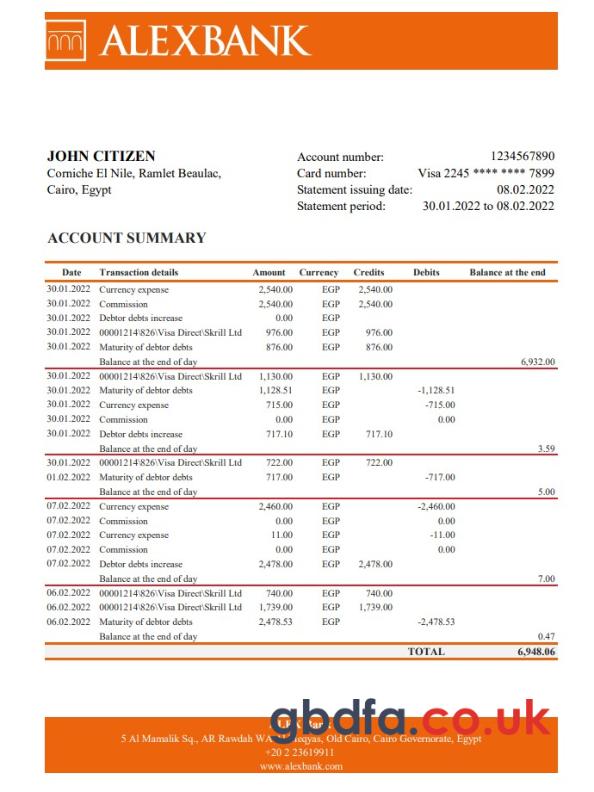 ALEXBANK
JOHN CITIZEN
Corniche El Nile, Ramlet Beaulac,
Cairo, Egypt
Account number: 1234567890
Card number: Visa 2245 **** **** 7899
Statement issuing date: 08.02.2022
Statement period: 30.01.2022 to 08.02.2022
ACCOUNT SUMMARY
Date Transaction details Amount Currency Credits Debits Balance at the end
30.01.2022 Currency expense 2,540.00 EGP 2,540.00
30.01.2022 Commission 2,540.00 EGP 2,540.00
30.01.2022 Debtor debts increase 0.00 EGP
30.01.2022 00001214\826\Visa Direct\Skrill Ltd 976.00 EGP 976.00
30.01.2022 Maturity of debtor debts 876.00 EGP 876.00
Balance at the end of day 6,932.00
30.01.2022 00001214\826\Visa Direct\Skrill Ltd 1,130.00 EGP 1,130.00
30.01.2022 Maturity of debtor debts 1,128.51 EGP -1,128.51
30.01.2022 Currency expense 715.00 EGP -715.00
30.01.2022 Commission 0.00 EGP 0.00
30.01.2022 Debtor debts increase 717.10 EGP 717.10
Balance at the end of day 3.59
30.01.2022 00001214\826\Visa Direct\Skrill Ltd 722.00 EGP 722.00
01.02.2022 Maturity of debtor debts 717.00 EGP -717.00
Balance at the end of day 5.00
07.02.2022 Currency expense 2,460.00 EGP -2,460.00
07.02.2022 Commission 0.00 EGP 0.00
07.02.2022 Currency expense 11.00 EGP -11.00
07.02.2022 Commission 0.00 EGP 0.00
07.02.2022 Debtor debts increase 2,478.00 EGP 2,478.00
Balance at the end of day 7.00
06.02.2022 00001214\826\Visa Direct\Skrill Ltd 740.00 EGP 740.00
06.02.2022 00001214\826\Visa Direct\Skrill Ltd 1,739.00 EGP 1,739.00
06.02.2022 Maturity of debtor debts 2,478.53 EGP -2,478.53
Balance at the end of day 0.47
TOTAL 6,948.06
gbdfa.co.uk
5 Al Mamalik Sq., AR Rawdah Old Cairo, Cairo Governorate, Egypt
+20 2 23619911
www.alexbank.com